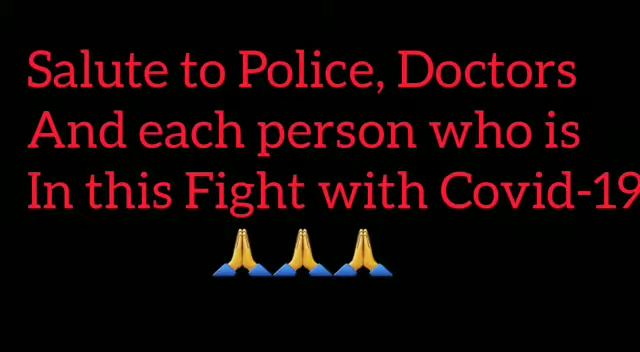 Salute to Police, Doctors
And each person who is
In this Fight with Covid-19
🙏🙏🙏